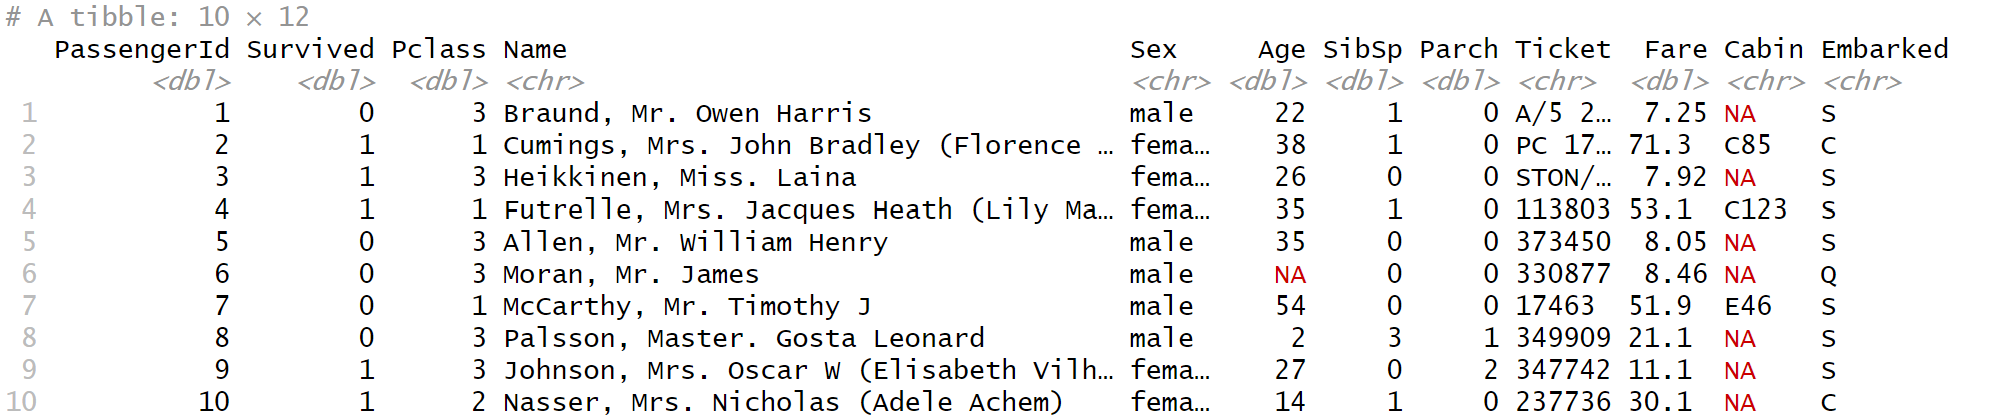 # A tibble: 10 × 12
PassengerId Survived Pclass Name Sex Age SibSp Parch Ticket Fare Cabin Embarked
<dbl> <dbl> <dbl> <chr> <chr> <dbl> <dbl> <dbl> <chr> <dbl> <chr> <chr>
1 1 0 3 Braund, Mr. Owen Harris male 22 1 0 A/5 2… 7.25 NA S
2 2 1 1 Cumings, Mrs. John Bradley (Florence … fema… 38 1 0 PC 17… 71.3 C85 C
3 3 1 3 Heikkinen, Miss. Laina fema… 26 0 0 STON/… 7.92 NA S
4 4 1 1 Futrelle, Mrs. Jacques Heath (Lily Ma… fema… 35 1 0 113803 53.1 C123 S
5 5 0 3 Allen, Mr. William Henry male 35 0 0 373450 8.05 NA S
6 6 0 3 Moran, Mr. James male NA 0 0 330877 8.46 NA Q
7 7 0 1 McCarthy, Mr. Timothy J male 54 0 0 17463 51.9 E46 S
8 8 0 3 Palsson, Master. Gosta Leonard male 2 3 1 349909 21.1 NA S
9 9 1 3 Johnson, Mrs. Oscar W (Elisabeth Vilh… fema… 27 0 2 347742 11.1 NA S
10 10 1 2 Nasser, Mrs. Nicholas (Adele Achem) fema… 14 1 0 237736 30.1 NA C